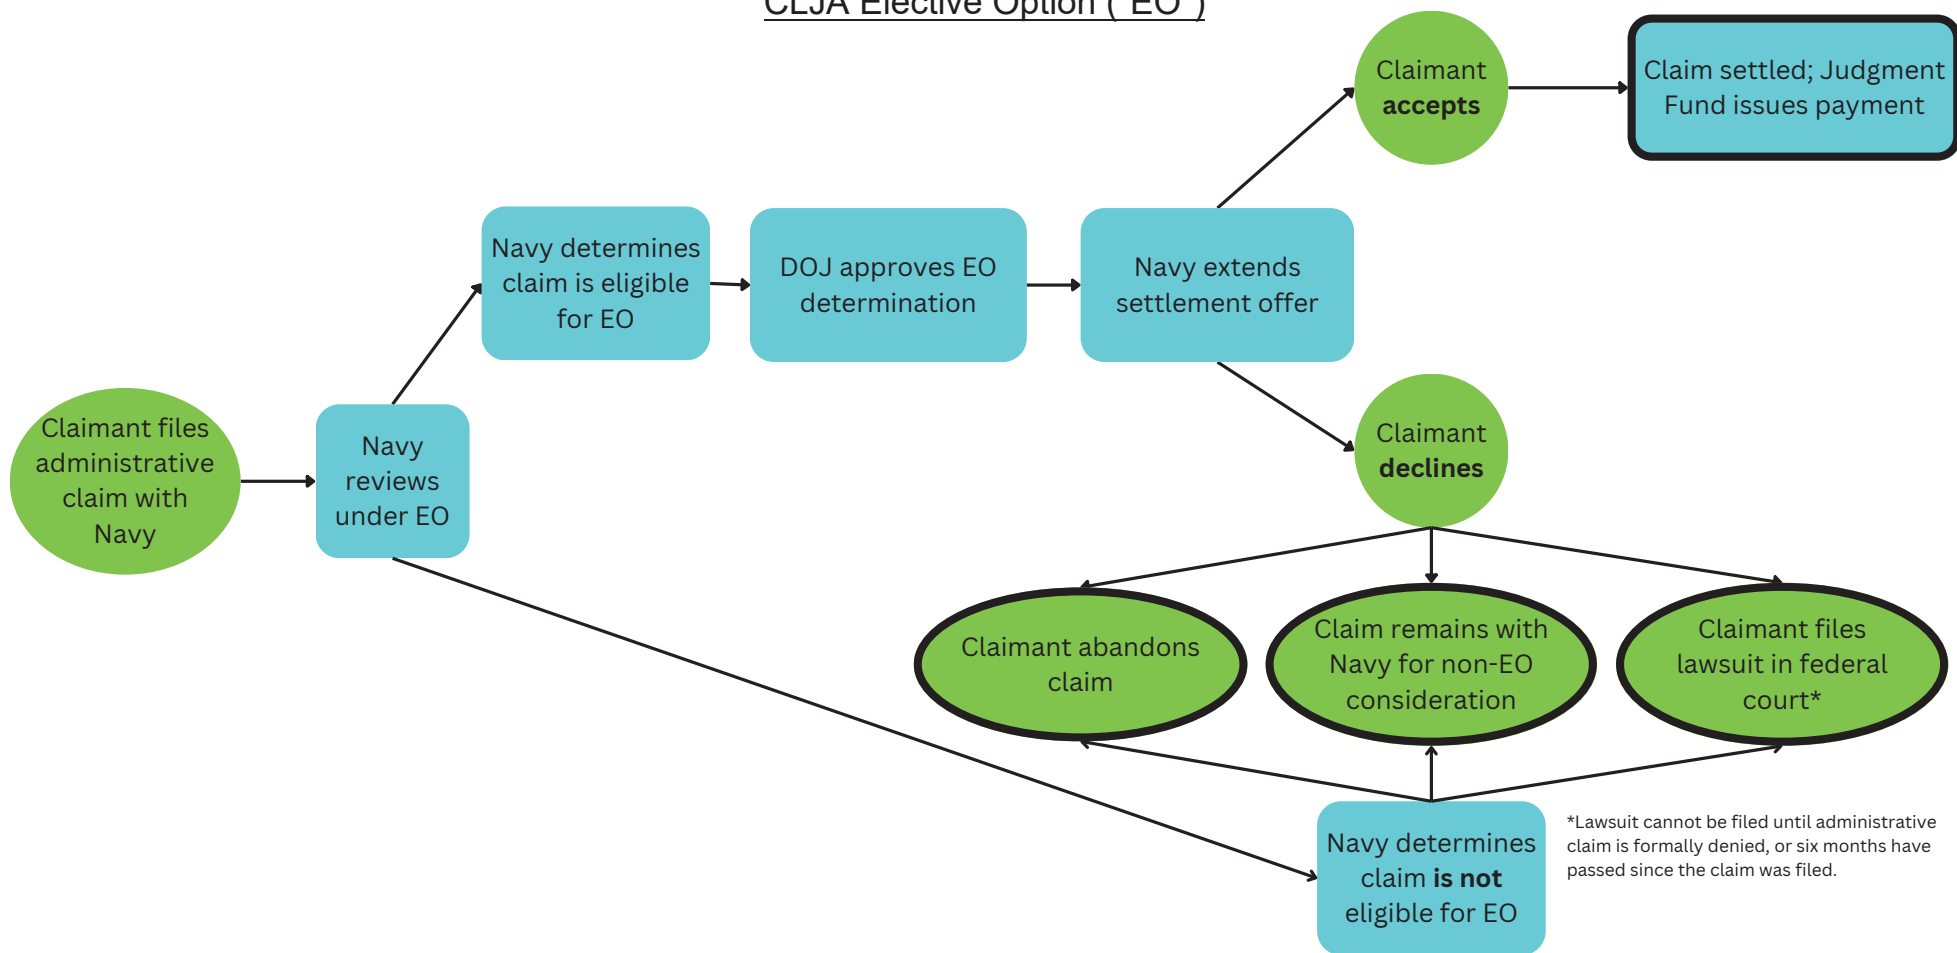 CLJA Elective Option ("EO")
Claimant
accepts
Claim settled; Judgment
Fund issues payment
Navy determines
claim is eligible
for EO
DOJ approves EO
determination
Navy extends
settlement offer
Claimant files
administrative
claim with
Navy
Navy
reviews
under EO
Claimant
declines
Claimant abandons
claim
Claim remains with
Navy for non-EO
consideration
Claimant files
lawsuit in federal
court*
Navy determines
claim is not
eligible for EO
*Lawsuit cannot be filed until administrative
claim is formally denied, or six months have
passed since the claim was filed.